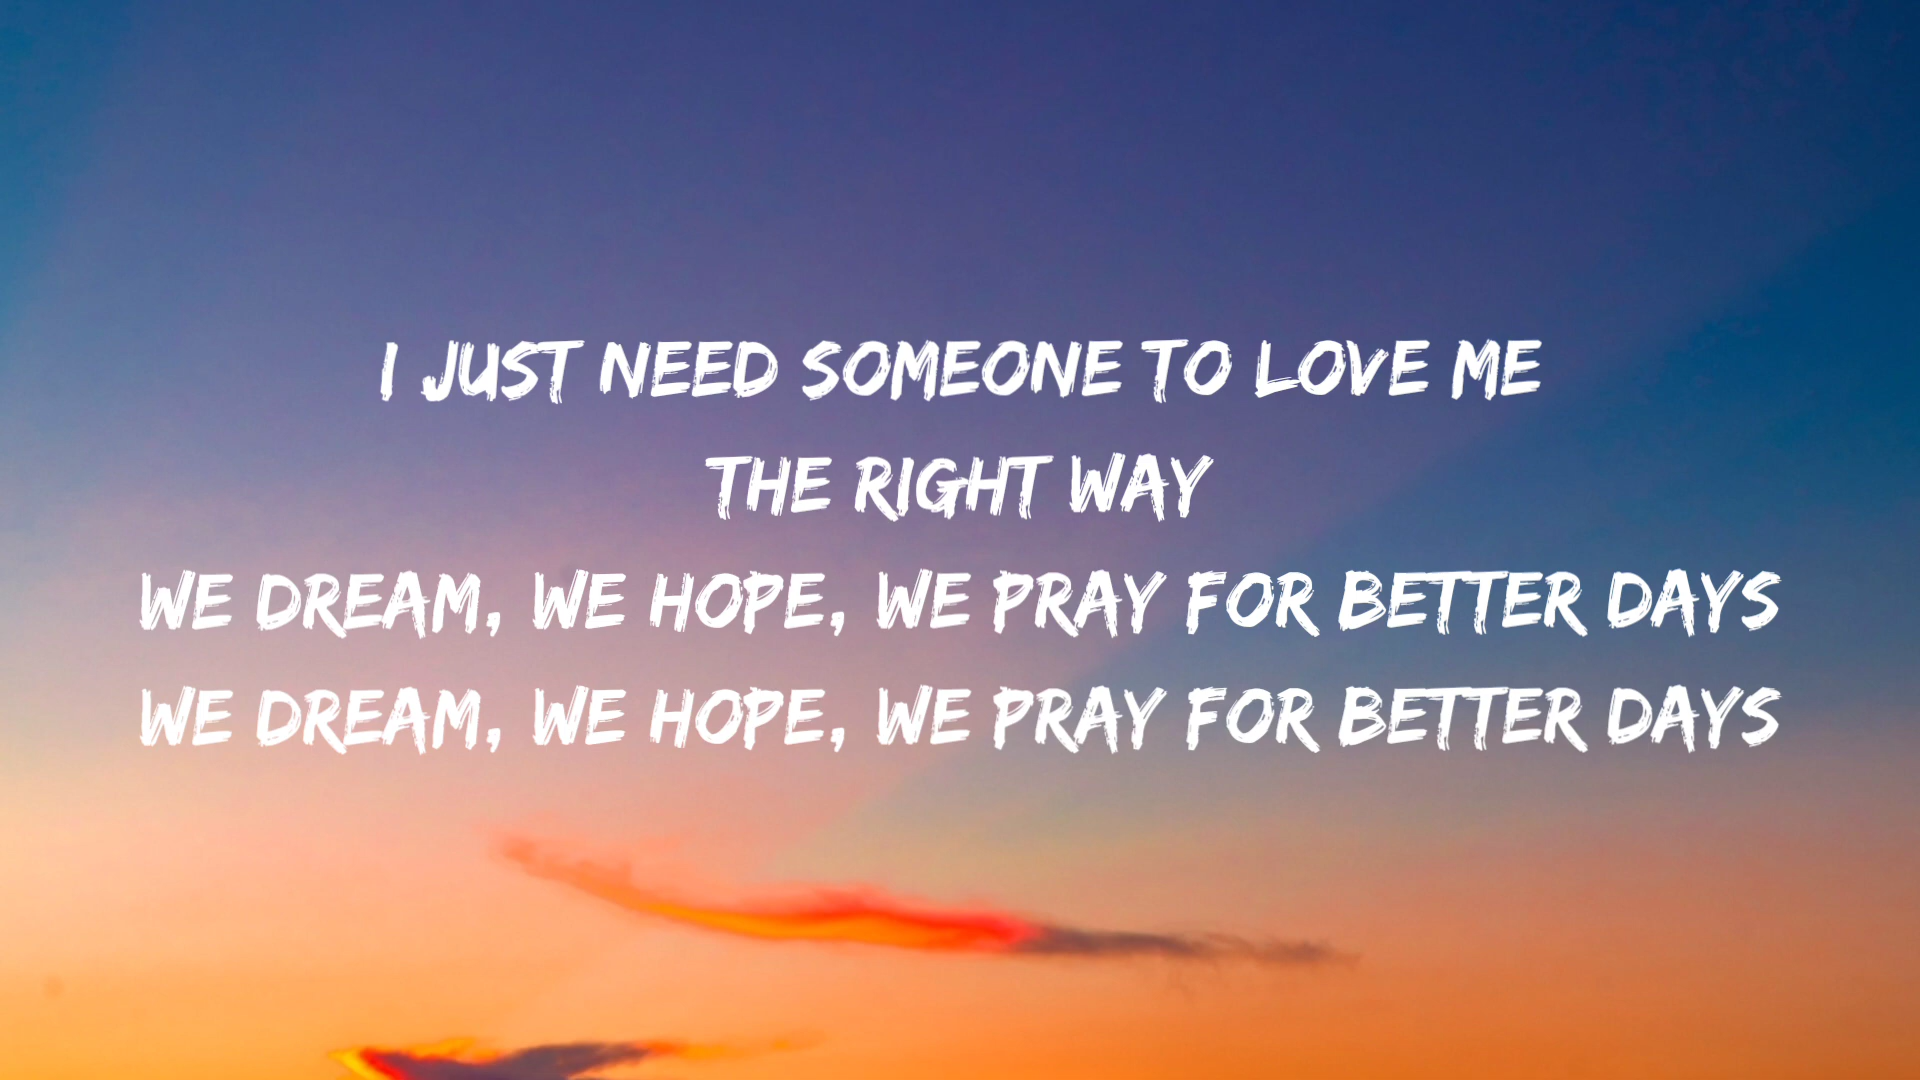 I JUST NEED SOMEONE TO LOVE ME
THE RIGHT WAY
WE DREAM, WE HOPE, WE PRAY FOR BETTER DAYS
WE DREAM, WE HOPE, WE PRAY FOR BETTER DAYS